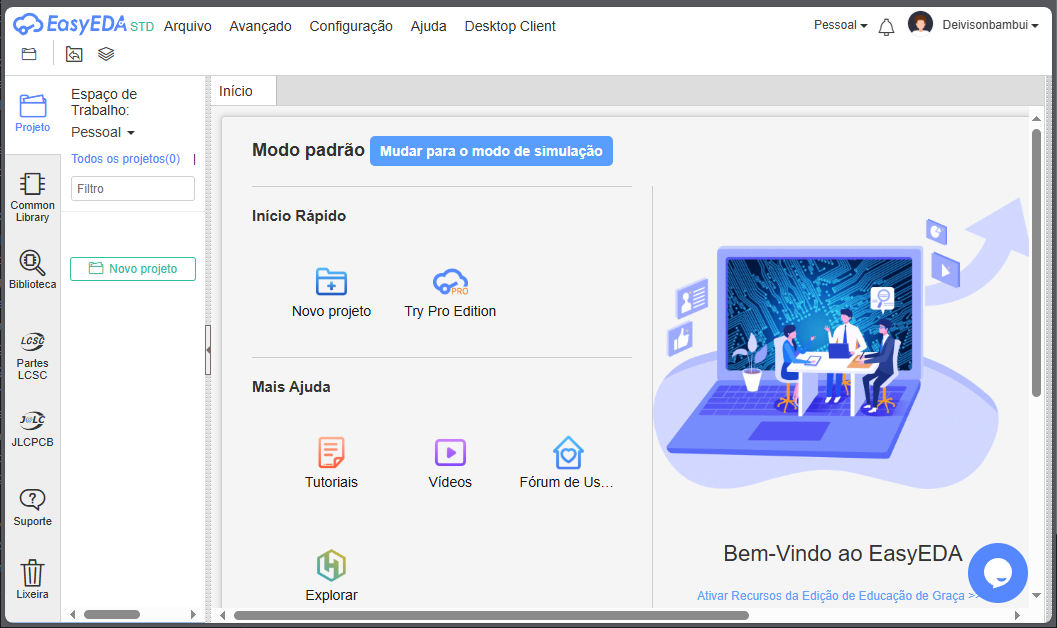 EasyEDA STD Arquivo Avançado Configuração Ajuda Desktop Client Pessoal Deivisonbambui
Projeto
Common
Library
Biblioteca
LCSC
Partes
LCSC
J@LC
JLCPCB
Suporte
Lixeira
Espaço de
Trabalho:
Pessoal
Todos os projetos(0) |
Filtro
Novo projeto
Início
Modo padrão Mudar para o modo de simulação
Início Rápido
PRO
Novo projeto Try Pro Edition
Mais Ajuda
Tutoriais Vídeos Fórum de Us...
Explorar
Bem-Vindo ao EasyEDA
Ativar Recursos da Edição de Educação de Graça >>